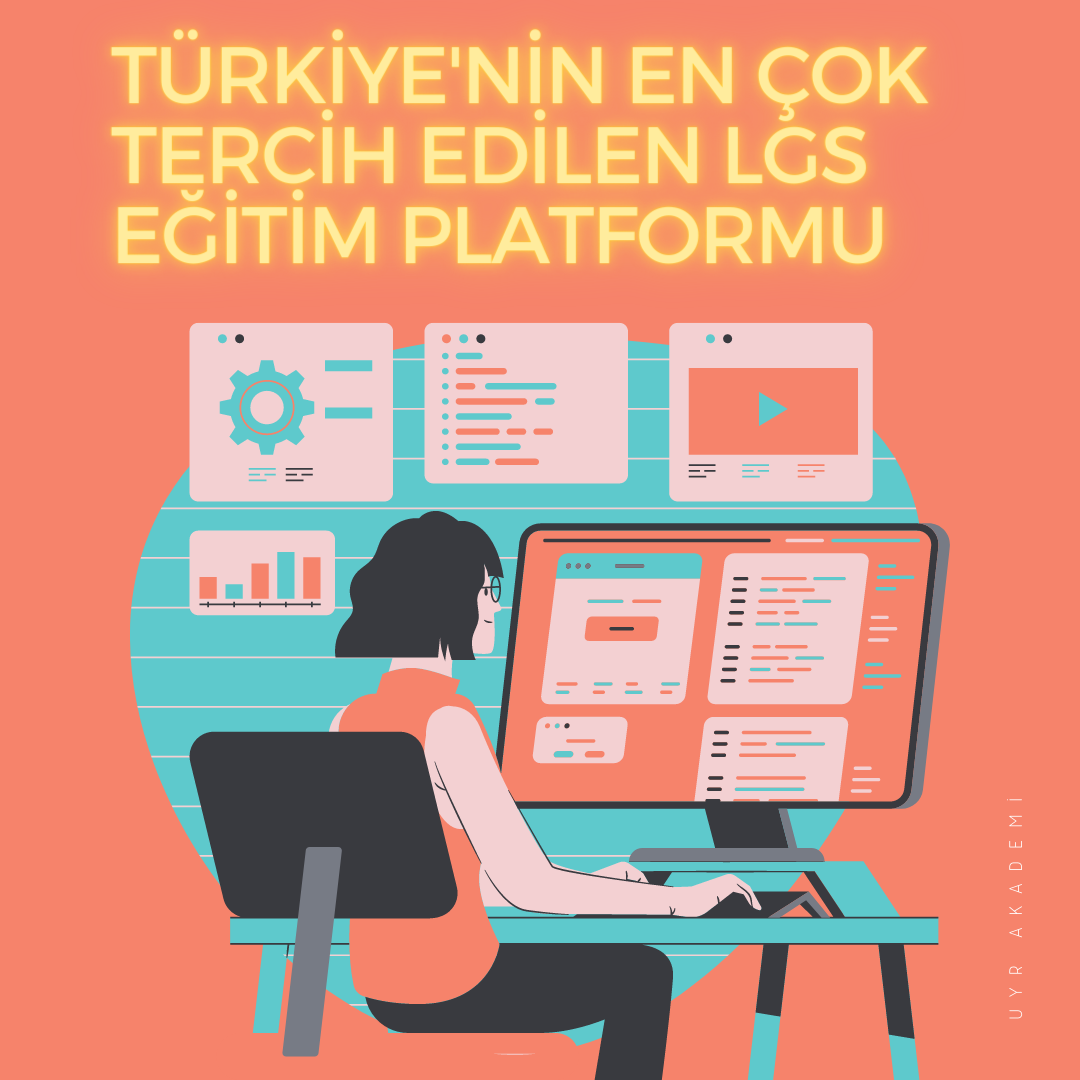 TÜRKİYE'NİN EN ÇOK
TERCİH EDİLEN LGS
EĞİTİM PLATFORMU
UYR AKADEMİ